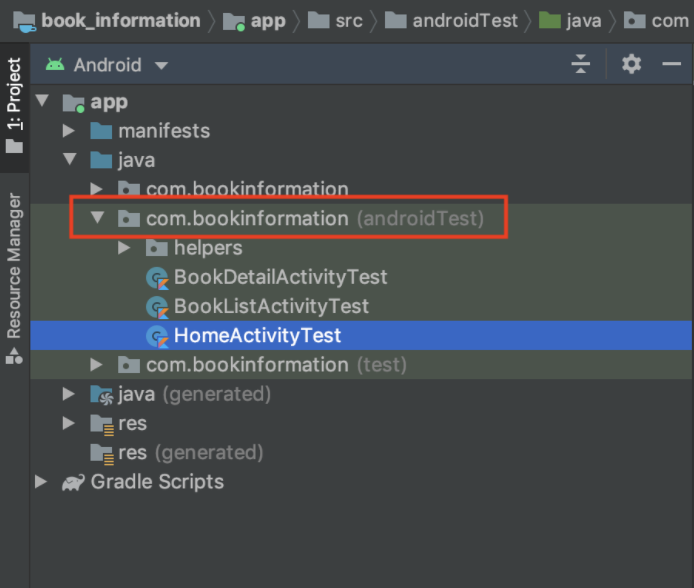 book_information app src androidTest java com
1: Project
Android
app
manifests
java
com.bookinformation
com.bookinformation (androidTest)
helpers
BookDetailActivityTest
BookListActivityTest
HomeActivityTest
com.bookinformation (test)
java (generated)
res
res (generated)
Gradle Scripts
Resource Manager